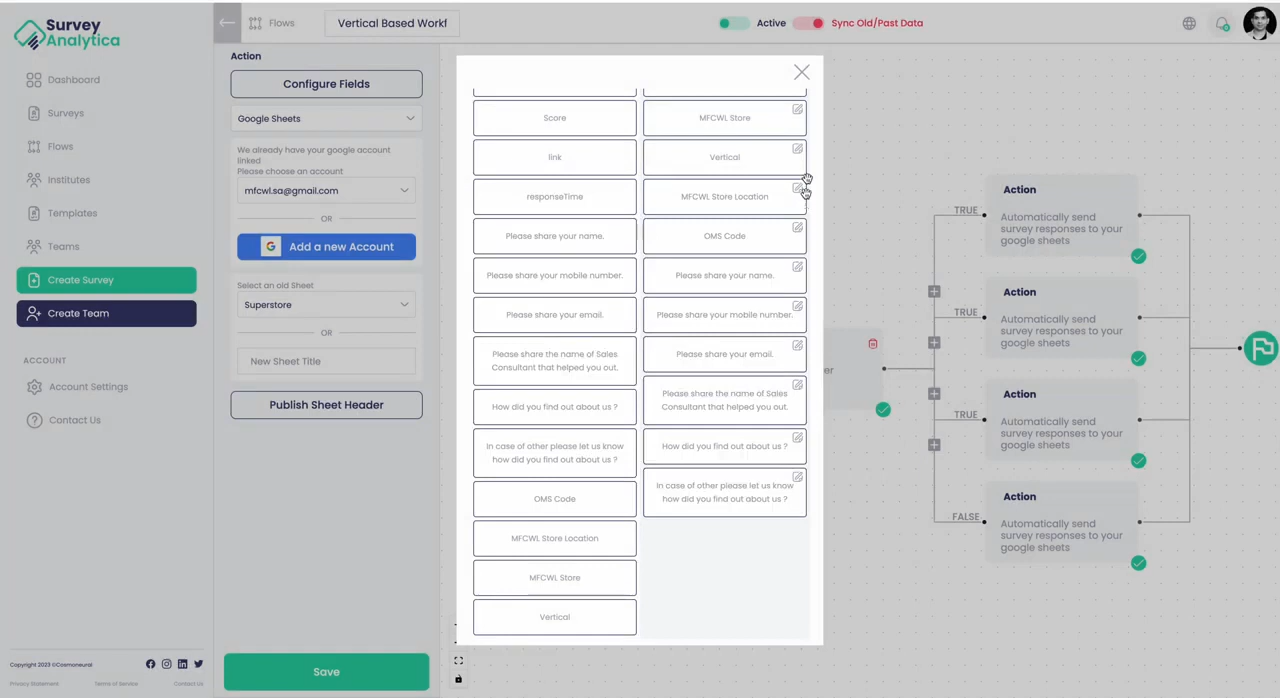 Survey
Analytica
Dashboard
Surveys
Flows
Institutes
Templates
Teams
Create Survey
Create Team
ACCOUNT
Account Settings
Contact Us
Copyright 2023 ©Cosmoneural
Privacy Statement
Terms of Service
Contact Us
Flows
Vertical Based Workf
Active
Sync Old/Past Data
Action
Configure Fields
Google Sheets
We already have your google account
linked
Please choose an account
mfcwl.sa@gmail.com
OR
Add a new Account
Select an old Sheet
Superstore
OR
New Sheet Title
Publish Sheet Header
Save
Score
link
responseTime
Please share your name.
Please share your mobile number.
Please share your email.
Please share the name of Sales
Consultant that helped you out.
How did you find out about us ?
In case of other please let us know
how did you find out about us ?
OMS Code
MFCWL Store Location
MFCWL Store
Vertical
MFCWL Store
Vertical
MFCWL Store Location
OMS Code
Please share your name.
Please share your mobile number.
Please share your email.
Please share the name of Sales
Consultant that helped you out.
How did you find out about us ?
In case of other please let us know
how did you find out about us ?
er
TRUE
Action
Automatically send
survey responses to your
google sheets
TRUE
Action
Automatically send
survey responses to your
google sheets
TRUE
Action
Automatically send
survey responses to your
google sheets
FALSE
Action
Automatically send
survey responses to your
google sheets